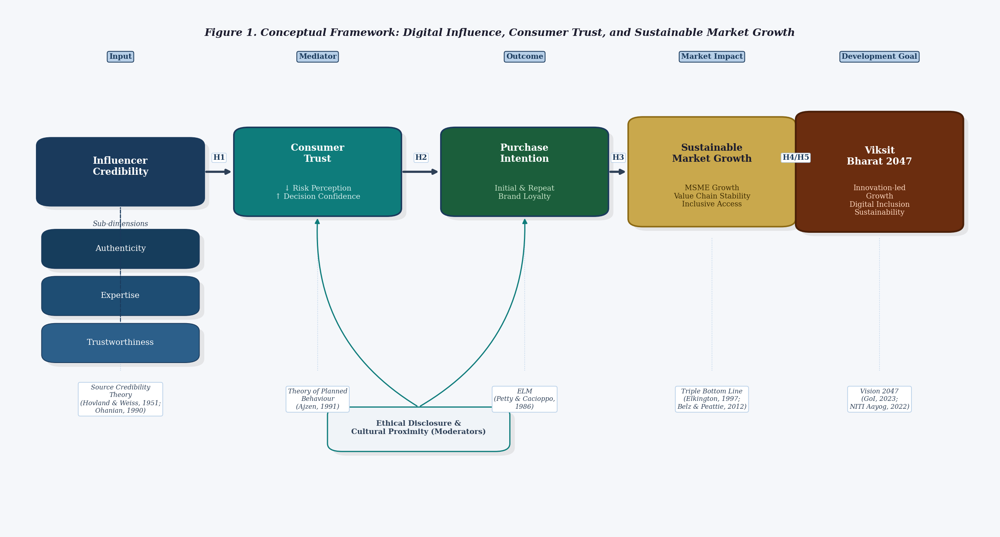 Figure 1. Conceptual Framework: Digital Influence, Consumer Trust, and Sustainable Market Growth
Input
Mediator
Outcome
Market Impact
Development Goal
Influencer
Credibility
H1
Consumer
Trust
↓ Risk Perception
↑ Decision Confidence
H2
Purchase
Intention
Initial & Repeat
Brand Loyalty
H3
Sustainable
Market Growth
MSME Growth
Value Chain Stability
Inclusive Access
H4/H5
Viksit
Bharat 2047
Innovation-led
Growth
Digital Inclusion
Sustainability
Sub-dimensions
Authenticity
Expertise
Trustworthiness
Source Credibility
Theory
(Hovland & Weiss, 1951;
Ohanian, 1990)
Theory of Planned
Behaviour
(Ajzen, 1991)
ELM
(Petty & Cacioppo,
1986)
Triple Bottom Line
(Elkington, 1997;
Belz & Peattie, 2012)
Vision 2047
(GoI, 2023;
NITI Aayog, 2022)
Ethical Disclosure &
Cultural Proximity (Moderators)